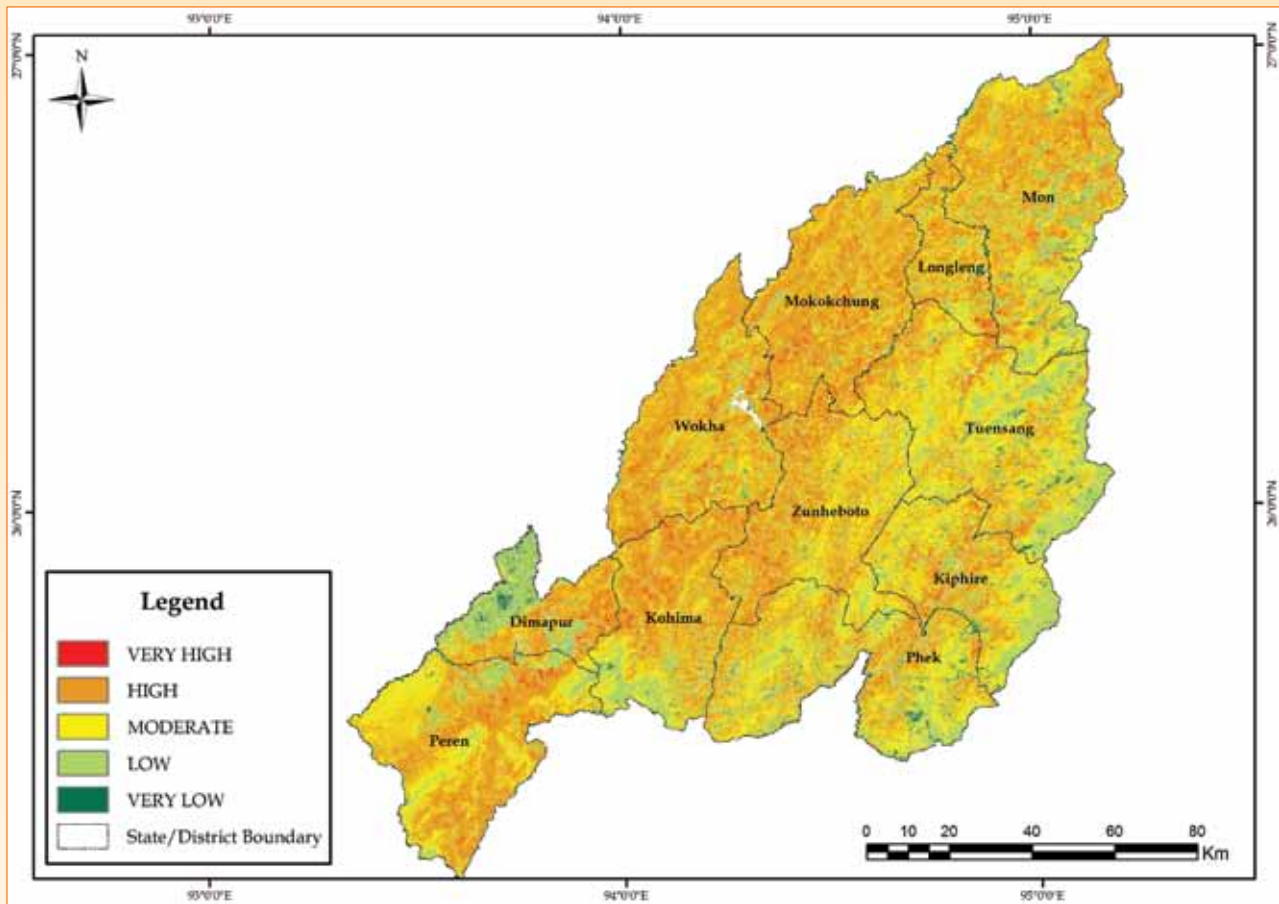 93°0'0"E 94°0'0"E 95°0'0"E
27°0'0"N
27°0'0"N
N
Mon
Longleng
Mokokchung
Tuensang
Wokha
Zunheboto
26°0'0"N
26°0'0"N
Kiphire
Dimapur
Kohima
Phek
Peren
Legend
VERY HIGH
HIGH
MODERATE
LOW
VERY LOW
State/District Boundary
0 10 20 40 60 80
Km
93°0'0"E 94°0'0"E 95°0'0"E